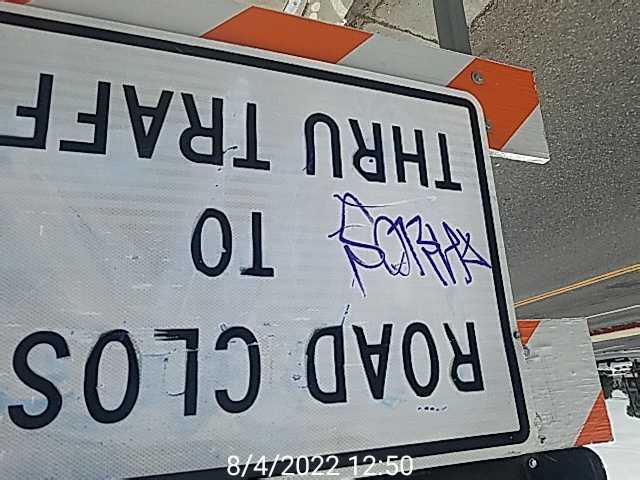 ROAD CLOS
TO
THRU TRAFF
8/4/2022 12:50